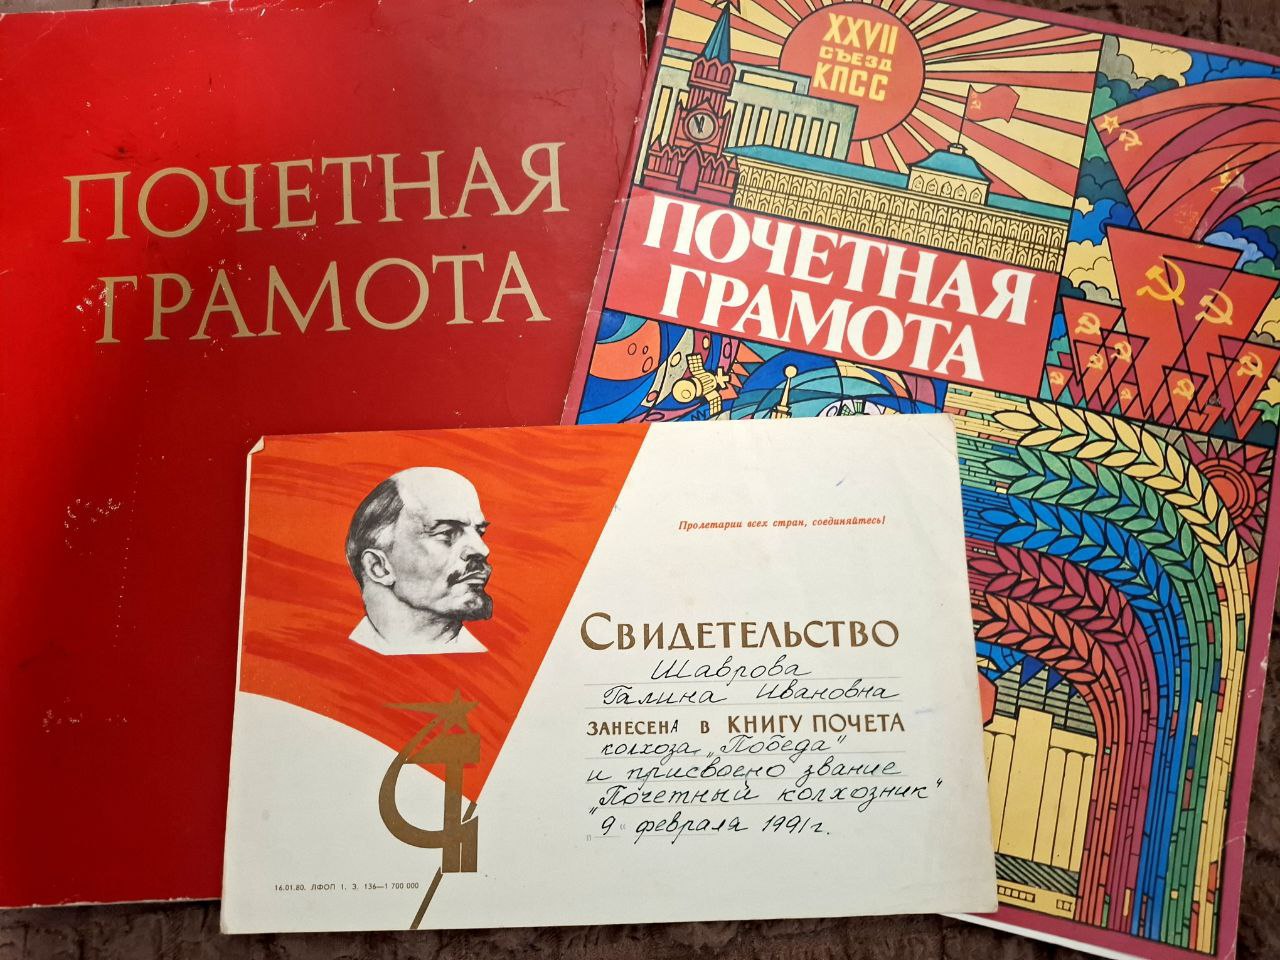 ПОЧЕТНАЯ
ГРАМОТА
XXVII
СЪЕЗД
КПСС
ПОЧЕТНАЯ
ГРАМОТА
Пролетарии всех стран, соединяйтесь!
СВИДЕТЕЛЬСТВО
Шаврова
Галина Ивановна
ЗАНЕСЕНА В КНИГУ ПОЧЕТА
колхоза „Победа"
и присвоено звание
„Почетный колхозник"
„9" февраля 1991г.
16.01.80. ЛФОП 1. З. 136—1 700 000